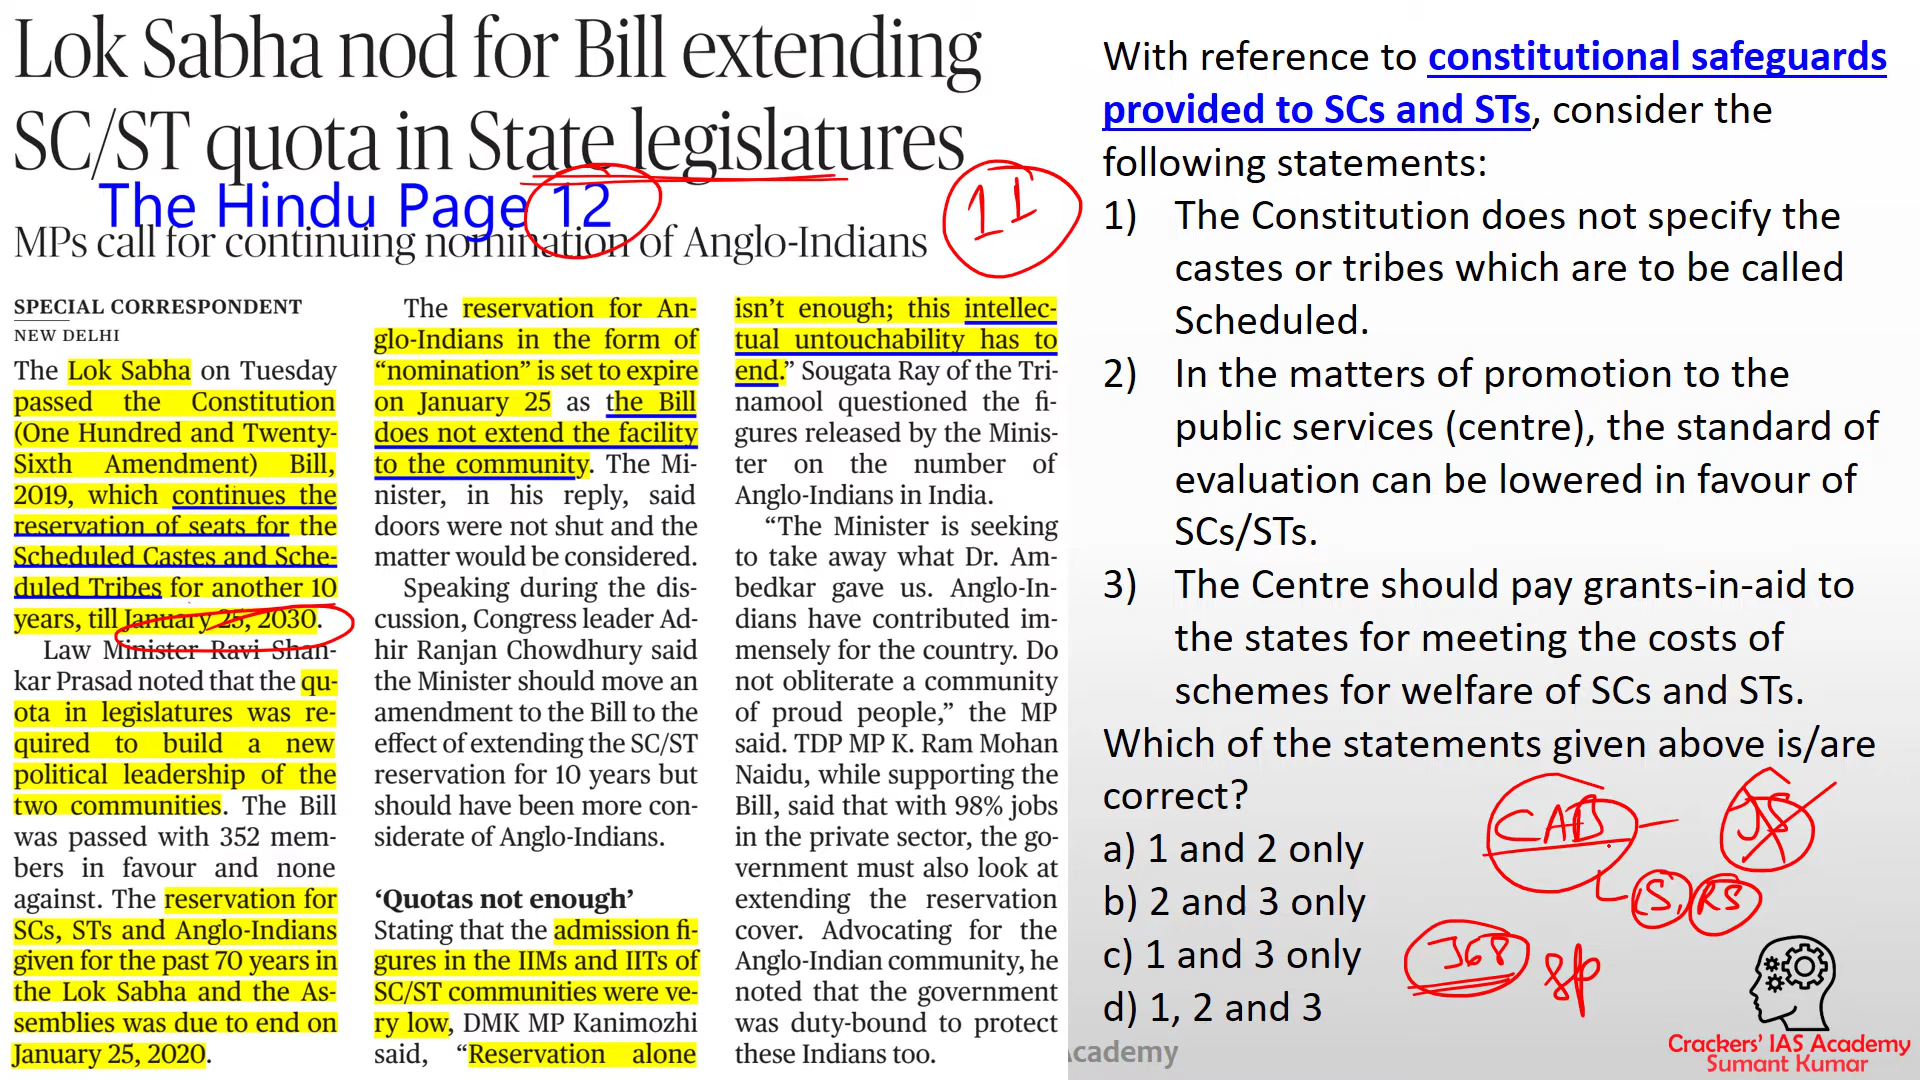 Lok Sabha nod for Bill extending
SC/ST quota in State legislatures
The Hindu Page 12
11
MPs call for continuing nomination of Anglo-Indians
SPECIAL CORRESPONDENT
NEW DELHI
The Lok Sabha on Tuesday
passed the Constitution
(One Hundred and Twenty-
Sixth Amendment) Bill,
2019, which continues the
reservation of seats for the
Scheduled Castes and Sche-
duled Tribes for another 10
years, till January 25, 2030.
Law Minister Ravi Shan-
kar Prasad noted that the qu-
ota in legislatures was re-
quired to build a new
political leadership of the
two communities. The Bill
was passed with 352 mem-
bers in favour and none
against. The reservation for
SCs, STs and Anglo-Indians
given for the past 70 years in
the Lok Sabha and the As-
semblies was due to end on
January 25, 2020.
The reservation for An-
glo-Indians in the form of
“nomination” is set to expire
on January 25 as the Bill
does not extend the facility
to the community. The Mi-
nister, in his reply, said
doors were not shut and the
matter would be considered.
Speaking during the dis-
cussion, Congress leader Ad-
hir Ranjan Chowdhury said
the Minister should move an
amendment to the Bill to the
effect of extending the SC/ST
reservation for 10 years but
should have been more con-
siderate of Anglo-Indians.
‘Quotas not enough’
Stating that the admission fi-
gures in the IIMs and IITs of
SC/ST communities were ve-
ry low, DMK MP Kanimozhi
said, “Reservation alone
isn’t enough; this intellec-
tual untouchability has to
end.” Sougata Ray of the Tri-
namool questioned the fi-
gures released by the Minis-
ter on the number of
Anglo-Indians in India.
“The Minister is seeking
to take away what Dr. Am-
bedkar gave us. Anglo-In-
dians have contributed im-
mensely for the country. Do
not obliterate a community
of proud people,” the MP
said. TDP MP K. Ram Mohan
Naidu, while supporting the
Bill, said that with 98% jobs
in the private sector, the go-
vernment must also look at
extending the reservation
cover. Advocating for the
Anglo-Indian community, he
noted that the government
was duty-bound to protect
these Indians too.
With reference to constitutional safeguards
provided to SCs and STs, consider the
following statements:
1) The Constitution does not specify the
castes or tribes which are to be called
Scheduled.
2) In the matters of promotion to the
public services (centre), the standard of
evaluation can be lowered in favour of
SCs/STs.
3) The Centre should pay grants-in-aid to
the states for meeting the costs of
schemes for welfare of SCs and STs.
Which of the statements given above is/are
correct?
a) 1 and 2 only
b) 2 and 3 only
c) 1 and 3 only
d) 1, 2 and 3
CAB
JS
LS, RS
368
SP
Academy
Crackers’ IAS Academy
Sumant Kumar